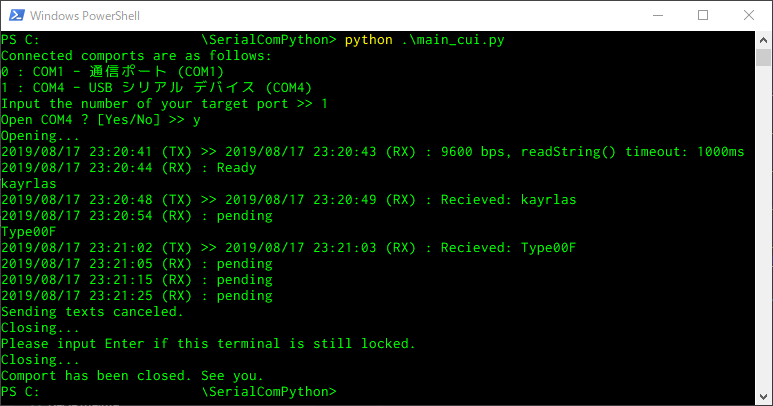 Windows PowerShell
PS C: \SerialComPython> python .\main_cui.py
Connected comports are as follows:
0 : COM1 - 通信ポート (COM1)
1 : COM4 - USB シリアル デバイス (COM4)
Input the number of your target port >> 1
Open COM4 ? [Yes/No] >> y
Opening...
2019/08/17 23:20:41 (TX) >> 2019/08/17 23:20:43 (RX) : 9600 bps, readString() timeout: 1000ms
2019/08/17 23:20:44 (RX) : Ready
kayrlas
2019/08/17 23:20:48 (TX) >> 2019/08/17 23:20:49 (RX) : Recieved: kayrlas
2019/08/17 23:20:54 (RX) : pending
Type00F
2019/08/17 23:21:02 (TX) >> 2019/08/17 23:21:03 (RX) : Recieved: Type00F
2019/08/17 23:21:05 (RX) : pending
2019/08/17 23:21:15 (RX) : pending
2019/08/17 23:21:25 (RX) : pending
Sending texts canceled.
Closing...
Please input Enter if this terminal is still locked.
Closing...
Comport has been closed. See you.
PS C: \SerialComPython>